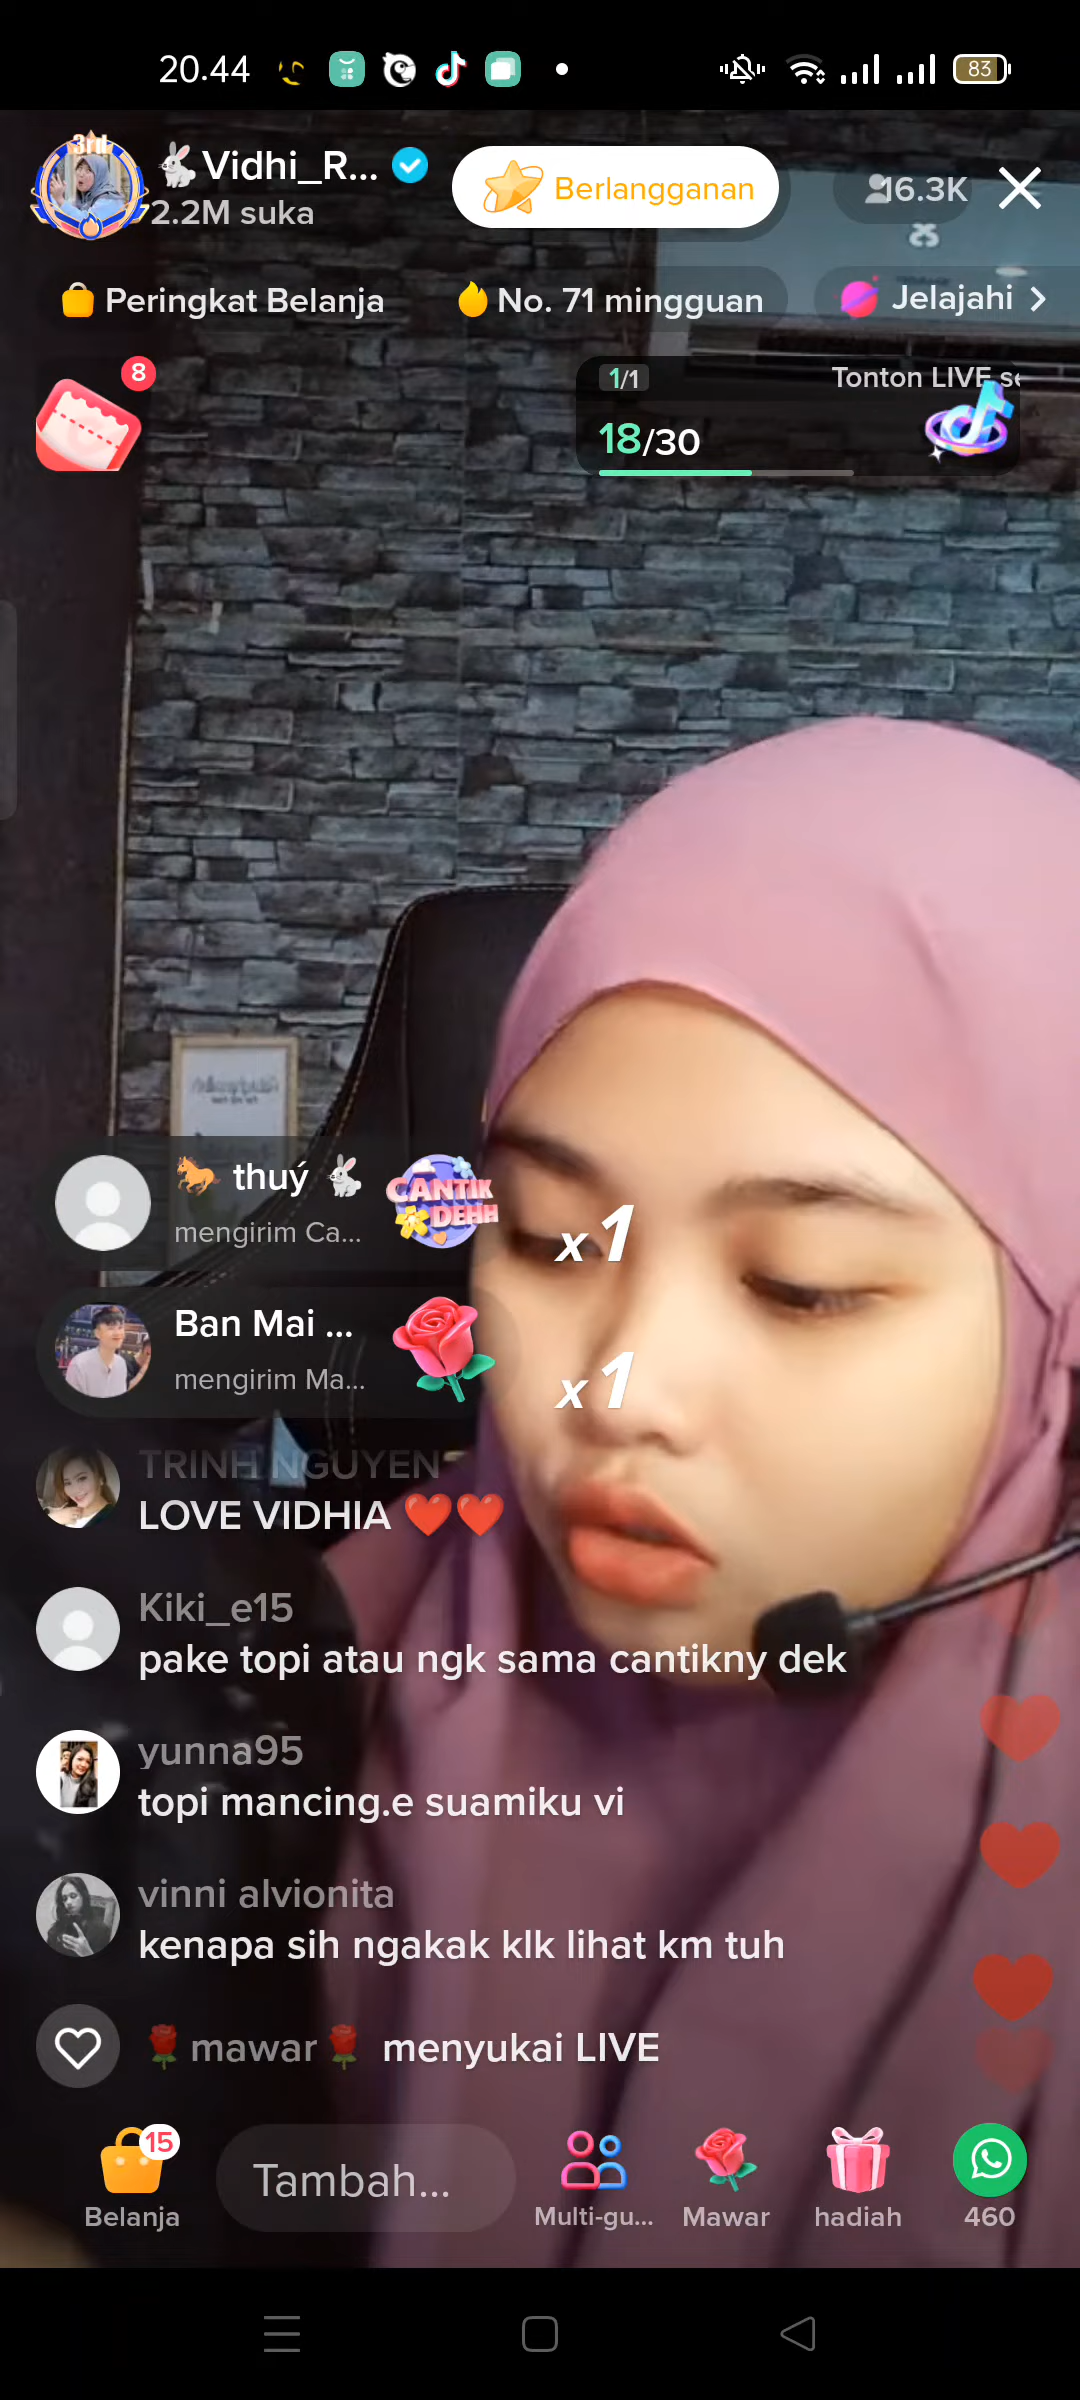 20.44
83
3rd
🐇Vidhi_R...
2.2M suka
Berlangganan
16.3K
Peringkat Belanja
No. 71 mingguan
Jelajahi
8
1/1
Tonton LIVE
18/30
🐎 thuý 🐇
mengirim Ca...
CANTIK
DEHH
x1
Ban Mai ...
mengirim Ma...
x1
TRINH NGUYEN
LOVE VIDHIA ❤️❤️
Kiki_e15
pake topi atau ngk sama cantikny dek
yunna95
topi mancing.e suamiku vi
vinni alvionita
kenapa sih ngakak klk lihat km tuh
🌹mawar🌹 menyukai LIVE
15
Belanja
Tambah...
Multi-gu...
Mawar
hadiah
460